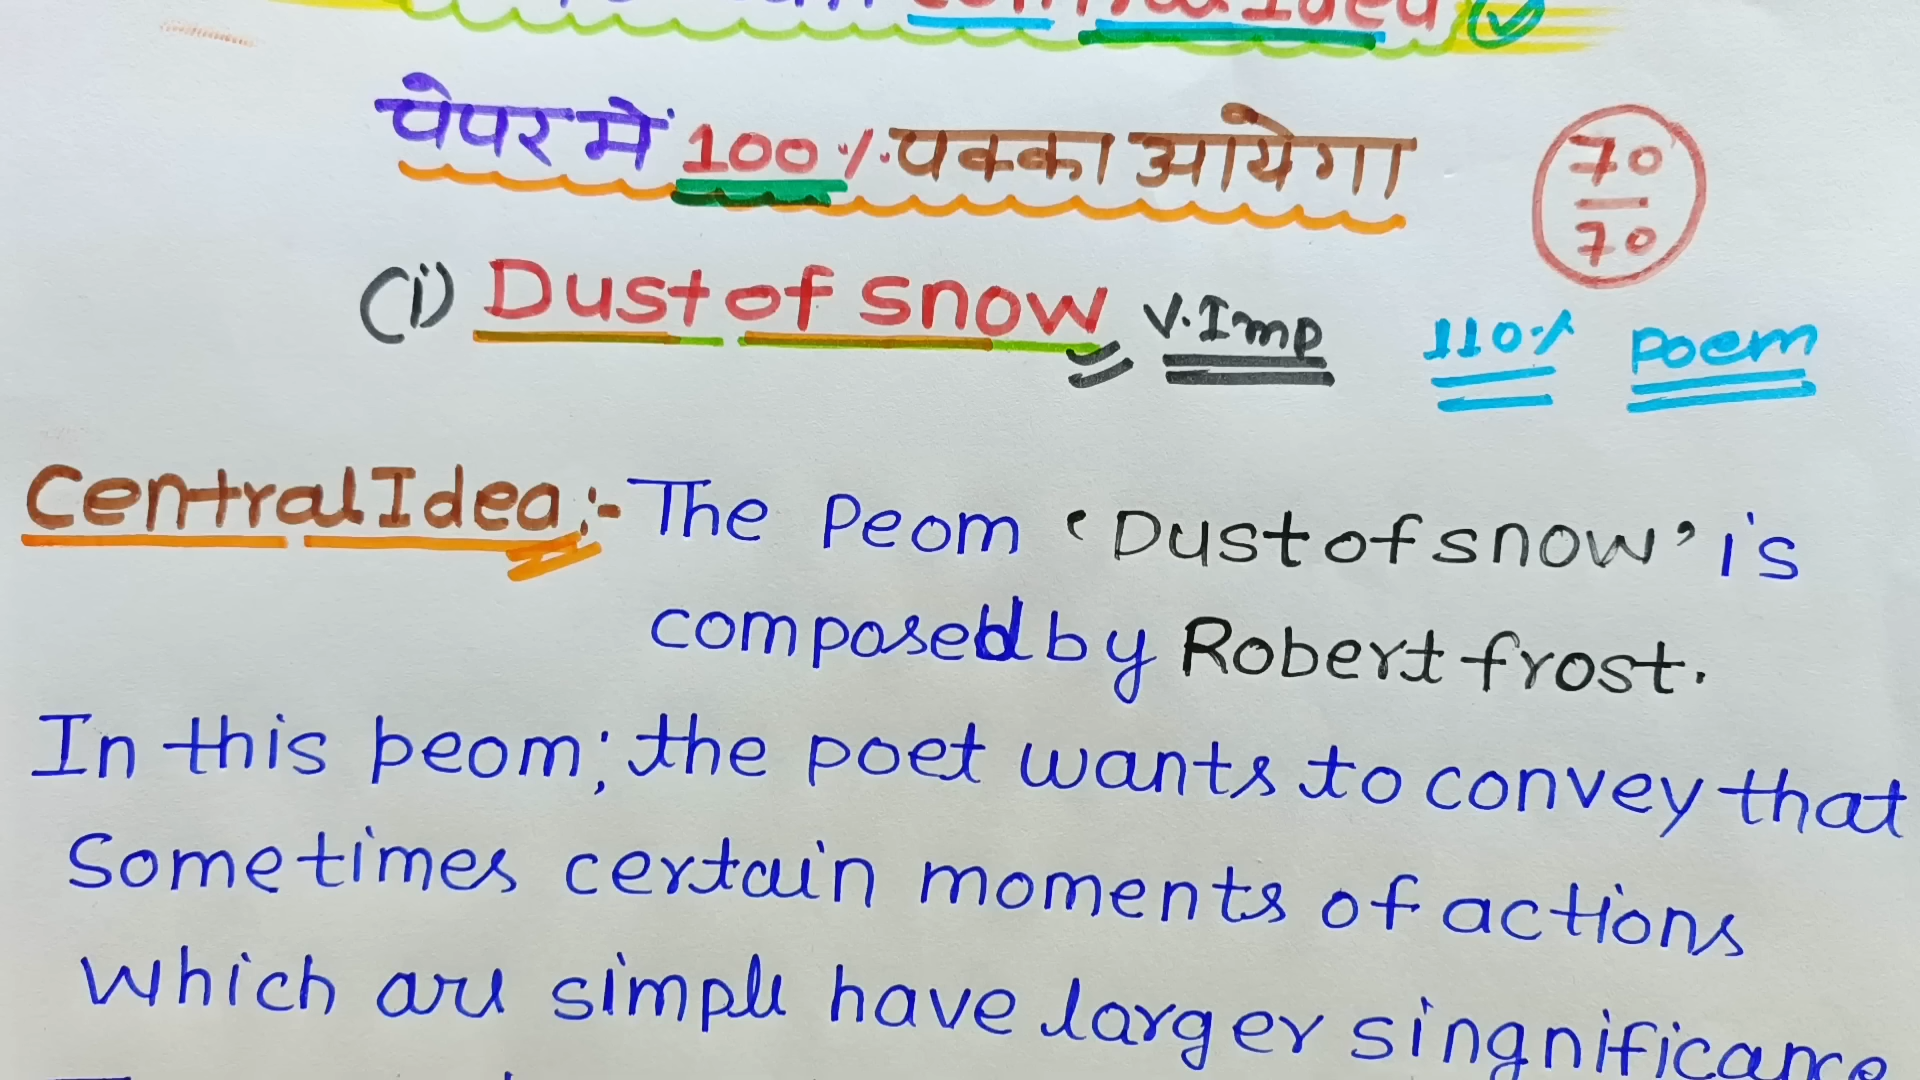 Idea
पेपर में 100% पक्का आयेगा
70
70
(i) Dust of snow V.Imp 110% Poem
Central Idea:- The Peom ‘Dust of snow’ is
composed by Robert frost.
In this peom; the poet wants to convey that
Sometimes certain moments of actions
which are simple have larger singnificance